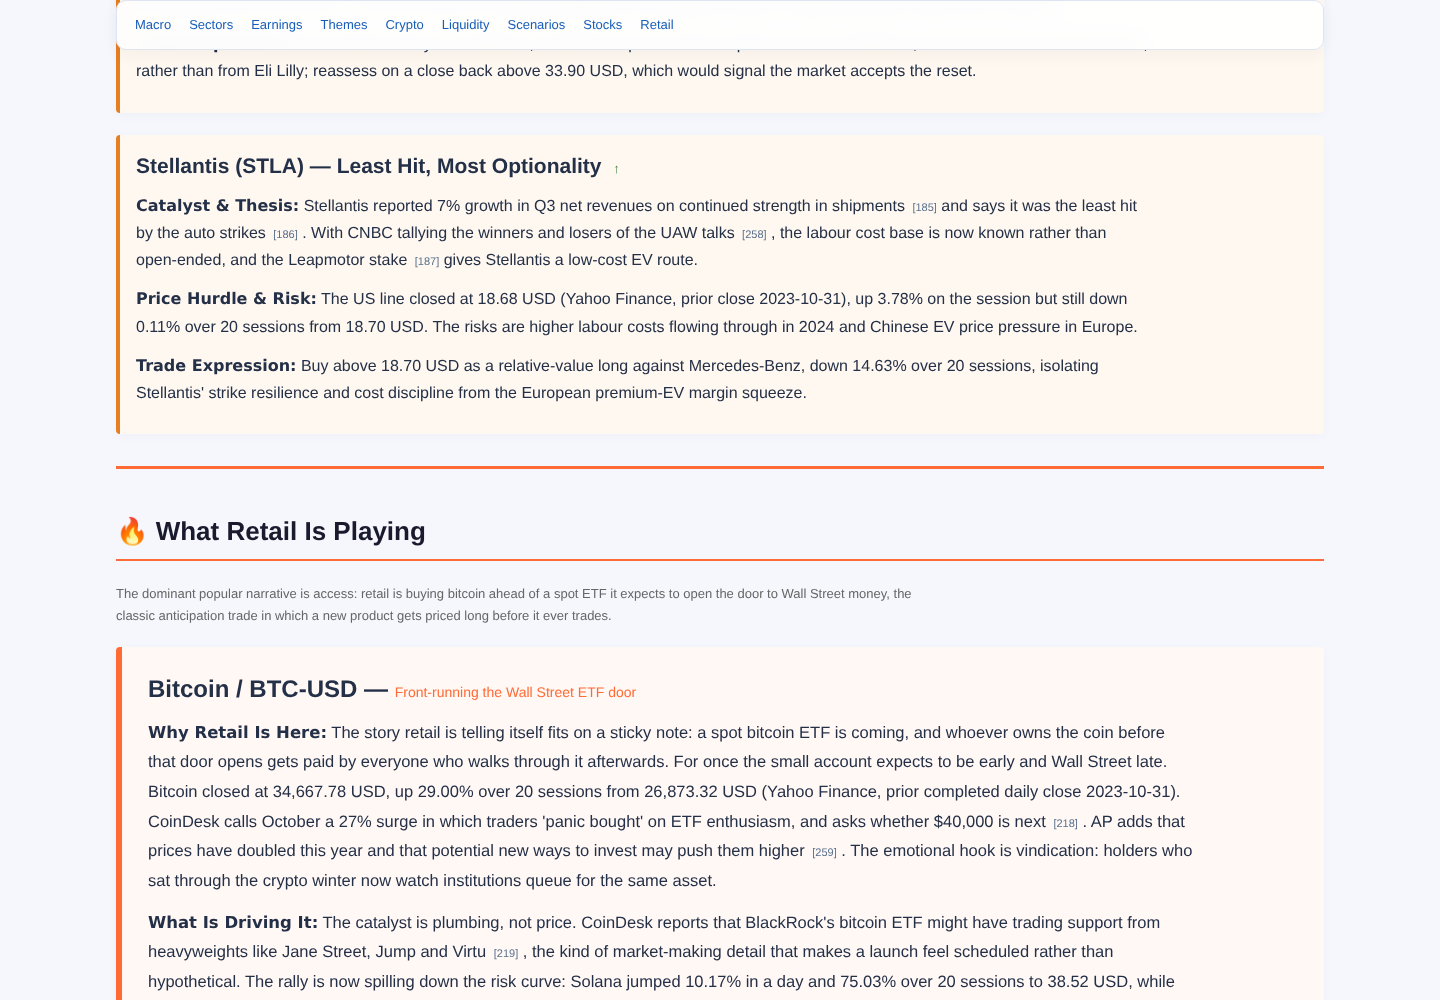 Macro Sectors Earnings Themes Crypto Liquidity Scenarios Stocks Retail
rather than from Eli Lilly; reassess on a close back above 33.90 USD, which would signal the market accepts the reset.
Stellantis (STLA) — Least Hit, Most Optionality ↑
Catalyst & Thesis: Stellantis reported 7% growth in Q3 net revenues on continued strength in shipments [185] and says it was the least hit
by the auto strikes [186] . With CNBC tallying the winners and losers of the UAW talks [258] , the labour cost base is now known rather than
open-ended, and the Leapmotor stake [187] gives Stellantis a low-cost EV route.
Price Hurdle & Risk: The US line closed at 18.68 USD (Yahoo Finance, prior close 2023-10-31), up 3.78% on the session but still down
0.11% over 20 sessions from 18.70 USD. The risks are higher labour costs flowing through in 2024 and Chinese EV price pressure in Europe.
Trade Expression: Buy above 18.70 USD as a relative-value long against Mercedes-Benz, down 14.63% over 20 sessions, isolating
Stellantis' strike resilience and cost discipline from the European premium-EV margin squeeze.
🔥 What Retail Is Playing
The dominant popular narrative is access: retail is buying bitcoin ahead of a spot ETF it expects to open the door to Wall Street money, the
classic anticipation trade in which a new product gets priced long before it ever trades.
Bitcoin / BTC-USD — Front-running the Wall Street ETF door
Why Retail Is Here: The story retail is telling itself fits on a sticky note: a spot bitcoin ETF is coming, and whoever owns the coin before
that door opens gets paid by everyone who walks through it afterwards. For once the small account expects to be early and Wall Street late.
Bitcoin closed at 34,667.78 USD, up 29.00% over 20 sessions from 26,873.32 USD (Yahoo Finance, prior completed daily close 2023-10-31).
CoinDesk calls October a 27% surge in which traders 'panic bought' on ETF enthusiasm, and asks whether $40,000 is next [218] . AP adds that
prices have doubled this year and that potential new ways to invest may push them higher [259] . The emotional hook is vindication: holders who
sat through the crypto winter now watch institutions queue for the same asset.
What Is Driving It: The catalyst is plumbing, not price. CoinDesk reports that BlackRock's bitcoin ETF might have trading support from
heavyweights like Jane Street, Jump and Virtu [219] , the kind of market-making detail that makes a launch feel scheduled rather than
hypothetical. The rally is now spilling down the risk curve: Solana jumped 10.17% in a day and 75.03% over 20 sessions to 38.52 USD, while